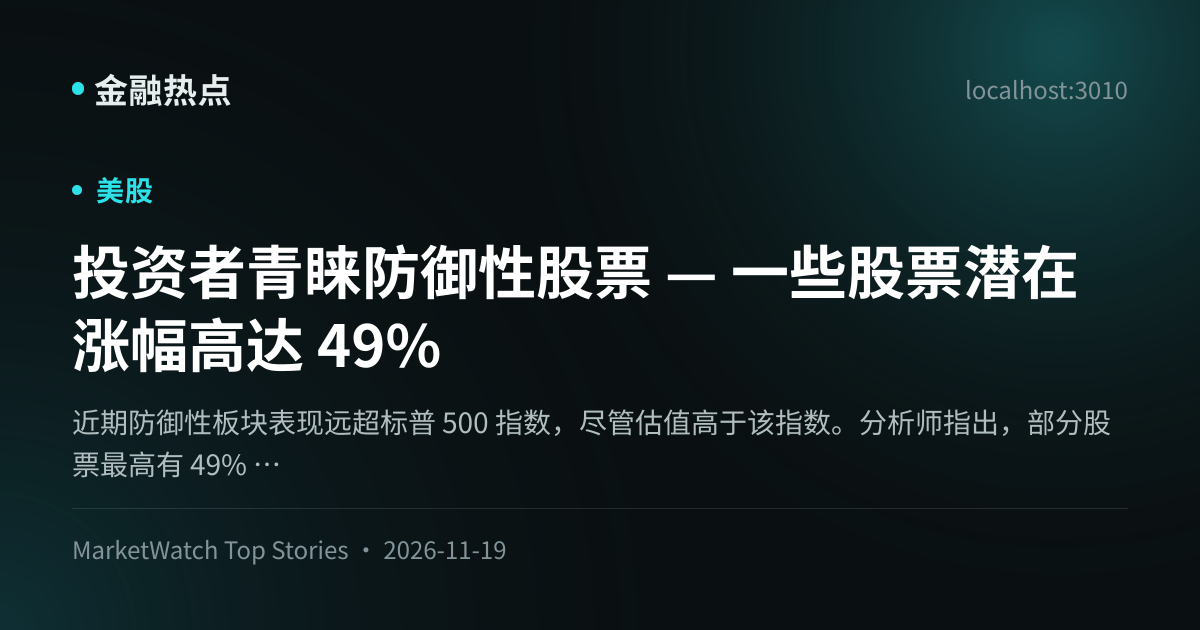 金融热点
localhost:3010
美股
投资者青睐防御性股票 — 一些股票潜在
涨幅高达 49%
近期防御性板块表现远超标普 500 指数，尽管估值高于该指数。分析师指出，部分股
票最高有 49% …
MarketWatch Top Stories • 2026-11-19